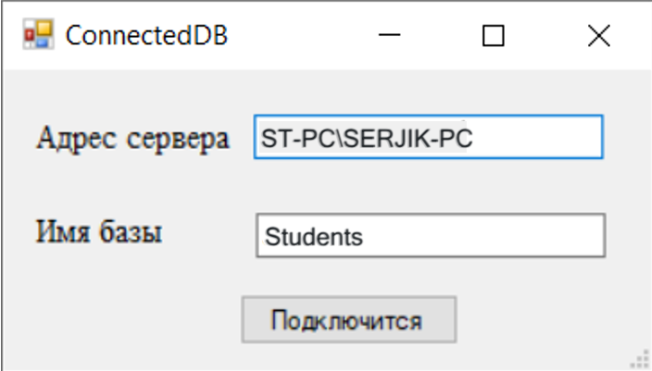 ConnectedDB
Адрес сервера ST-PC\SERJIK-PC
Имя базы Students
Подключится